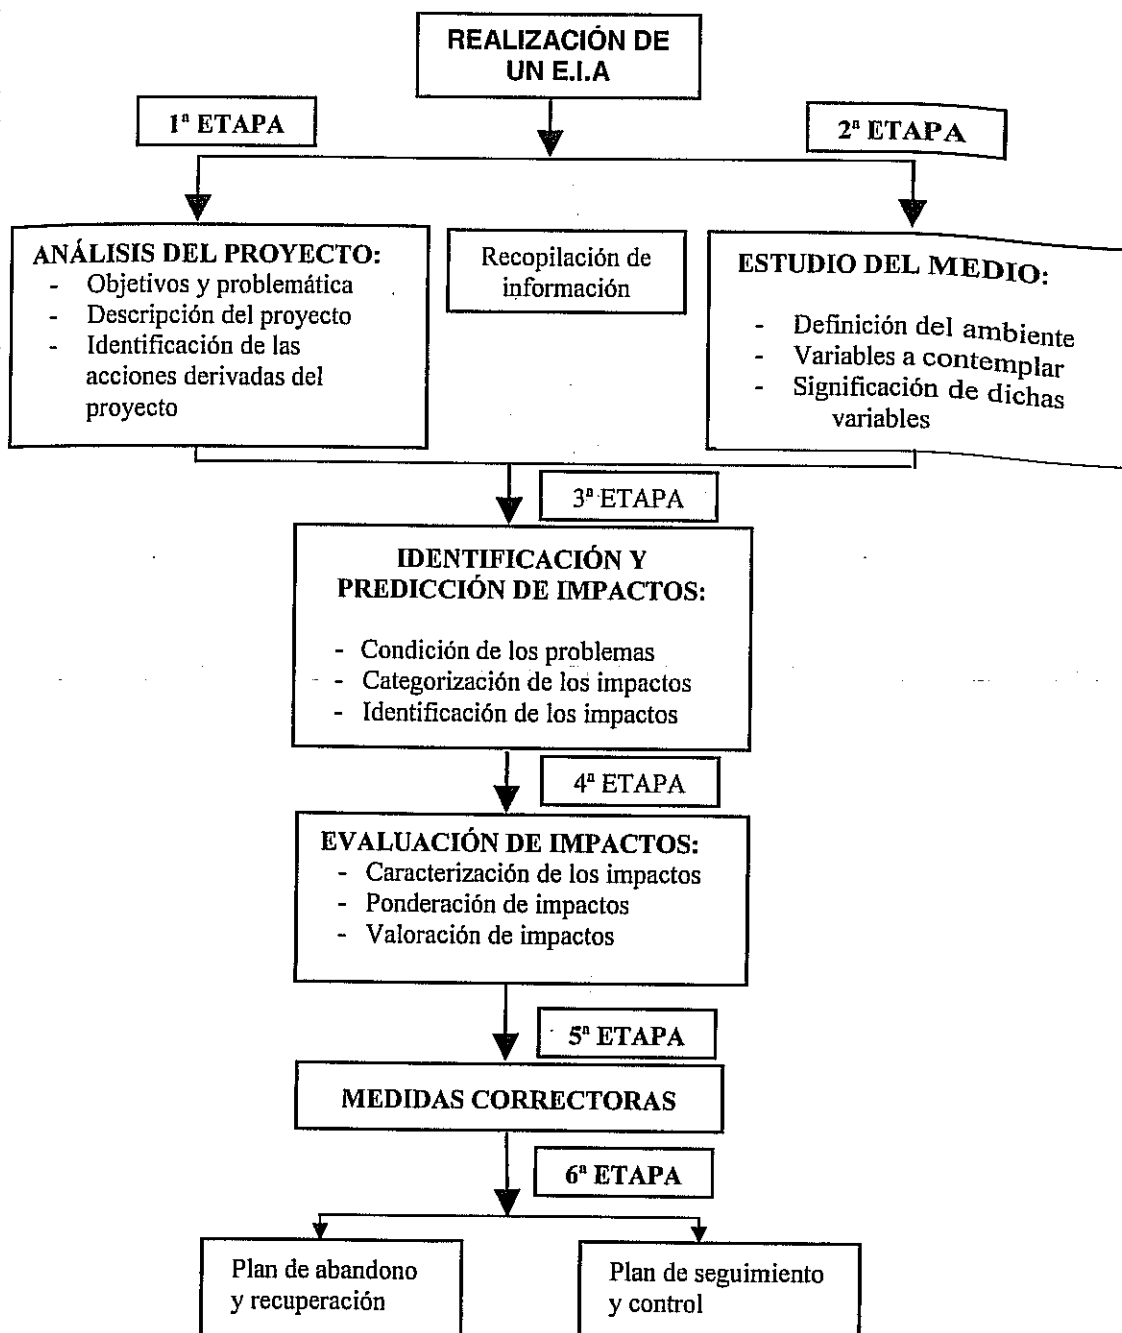 REALIZACIÓN DE
UN E.I.A
1ª ETAPA
2ª ETAPA
ANÁLISIS DEL PROYECTO:
- Objetivos y problemática
- Descripción del proyecto
- Identificación de las
acciones derivadas del
proyecto
Recopilación de
información
ESTUDIO DEL MEDIO:
- Definición del ambiente
- Variables a contemplar
- Significación de dichas
variables
3ª ETAPA
IDENTIFICACIÓN Y
PREDICCIÓN DE IMPACTOS:
- Condición de los problemas
- Categorización de los impactos
- Identificación de los impactos
4ª ETAPA
EVALUACIÓN DE IMPACTOS:
- Caracterización de los impactos
- Ponderación de impactos
- Valoración de impactos
5ª ETAPA
MEDIDAS CORRECTORAS
6ª ETAPA
Plan de abandono
y recuperación
Plan de seguimiento
y control